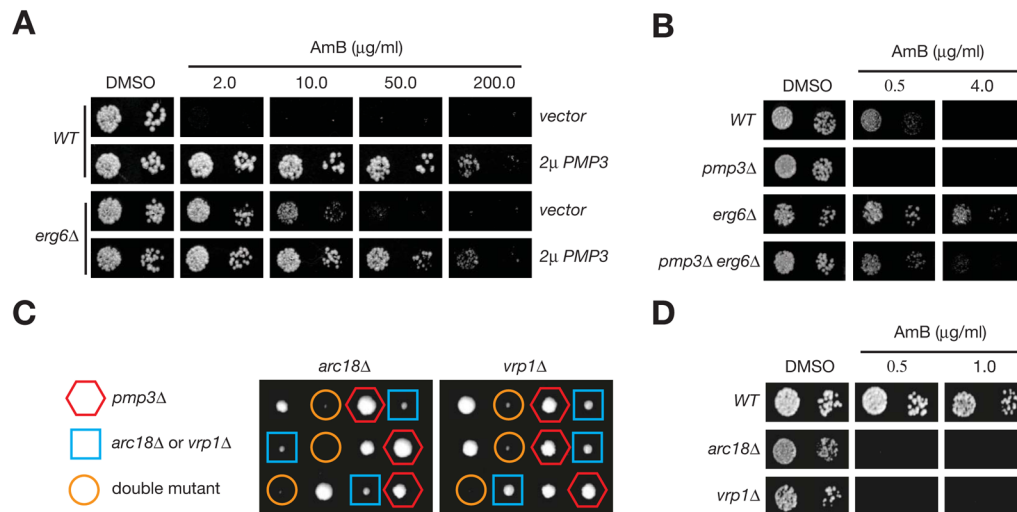 A
AmB (μg/ml)
DMSO 2.0 10.0 50.0 200.0
WT
vector
2μ PMP3
erg6Δ
vector
2μ PMP3
B
AmB (μg/ml)
DMSO 0.5 4.0
WT
pmp3Δ
erg6Δ
pmp3Δ erg6Δ
C
arc18Δ vrp1Δ
pmp3Δ
arc18Δ or vrp1Δ
double mutant
D
AmB (μg/ml)
DMSO 0.5 1.0
WT
arc18Δ
vrp1Δ